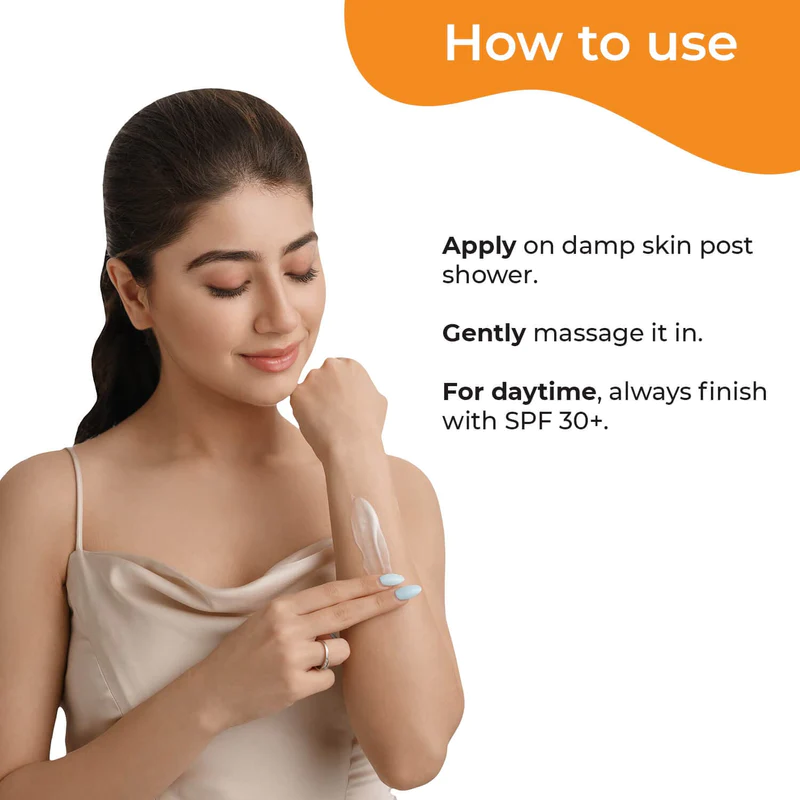 How to use
Apply on damp skin post
shower.
Gently massage it in.
For daytime, always finish
with SPF 30+.